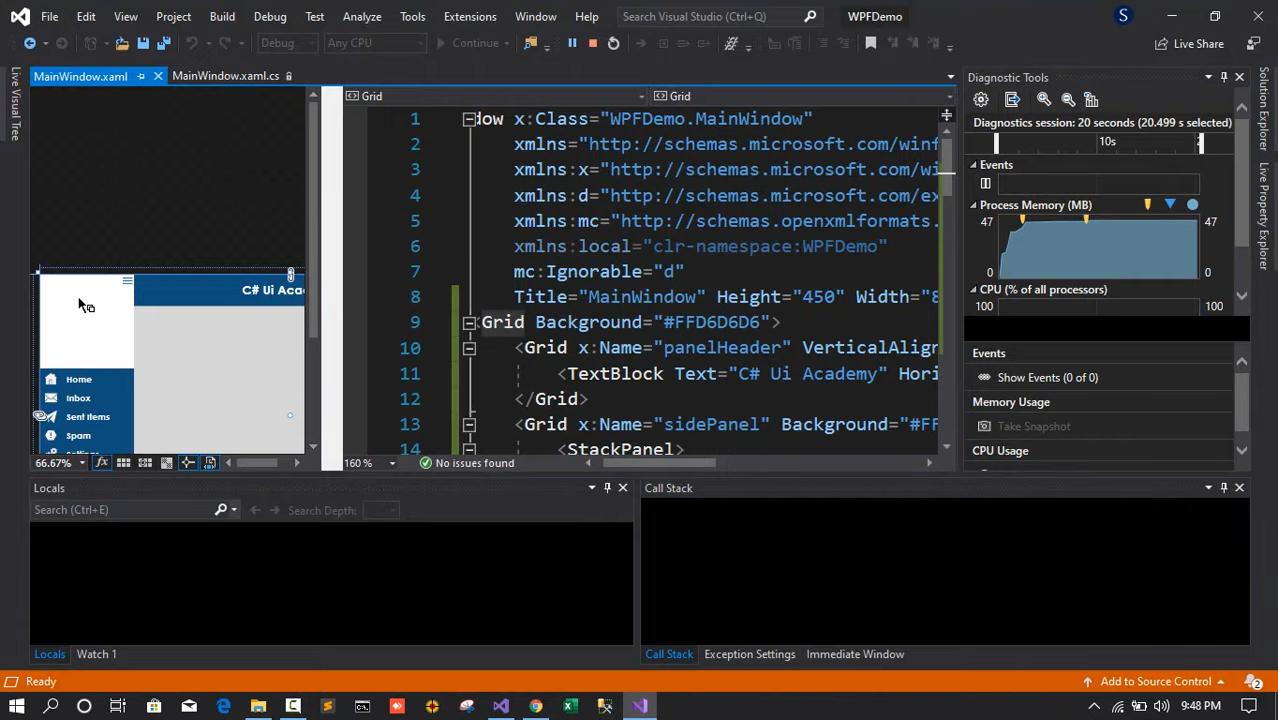 File Edit View Project Build Debug Test Analyze Tools Extensions Window Help Search Visual Studio (Ctrl+Q) WPFDemo S
Debug Any CPU Continue Live Share
MainWindow.xaml MainWindow.xaml.cs Diagnostic Tools
Live Visual Tree
Solution Explorer
Live Property Explorer
Grid Grid
1 dow x:Class="WPFDemo.MainWindow"
2 xmlns="http://schemas.microsoft.com/winf
3 xmlns:x="http://schemas.microsoft.com/wi
4 xmlns:d="http://schemas.microsoft.com/ex
5 xmlns:mc="http://schemas.openxmlformats.
6 xmlns:local="clr-namespace:WPFDemo"
7 mc:Ignorable="d"
8 Title="MainWindow" Height="450" Width="8
9 <Grid Background="#FFD6D6D6">
10 <Grid x:Name="panelHeader" VerticalAlign
11 <TextBlock Text="C# Ui Academy" Hori
12 </Grid>
13 <Grid x:Name="sidePanel" Background="#FF
14 <StackPanel>
C# Ui Aca
Home
Inbox
Sent Items
Spam
66.67% fx 160 % No issues found
Diagnostics session: 20 seconds (20.499 s selected)
10s 2
Events
Process Memory (MB)
47 47
0 0
CPU (% of all processors)
100 100
Events
Show Events (0 of 0)
Memory Usage
Take Snapshot
CPU Usage
Locals
Search (Ctrl+E) Search Depth:
Locals Watch 1
Call Stack
Call Stack Exception Settings Immediate Window
Ready Add to Source Control 2
9:48 PM